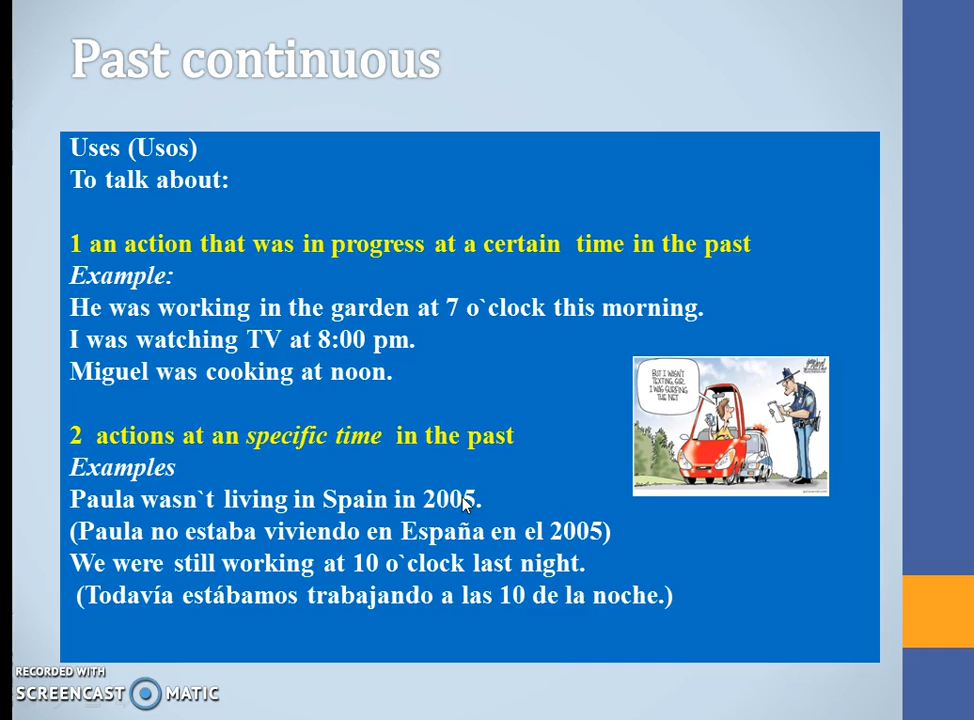 Past continuous
Uses (Usos)
To talk about:
1 an action that was in progress at a certain time in the past
Example:
He was working in the garden at 7 o`clock this morning.
I was watching TV at 8:00 pm.
Miguel was cooking at noon.
BUT I WASN'T
TEXTING, SIR.
I WAS SURFING
THE NET
2 actions at an specific time in the past
Examples
Paula wasn`t living in Spain in 2005.
(Paula no estaba viviendo en España en el 2005)
We were still working at 10 o`clock last night.
(Todavía estábamos trabajando a las 10 de la noche.)
RECORDED WITH
SCREENCAST MATIC